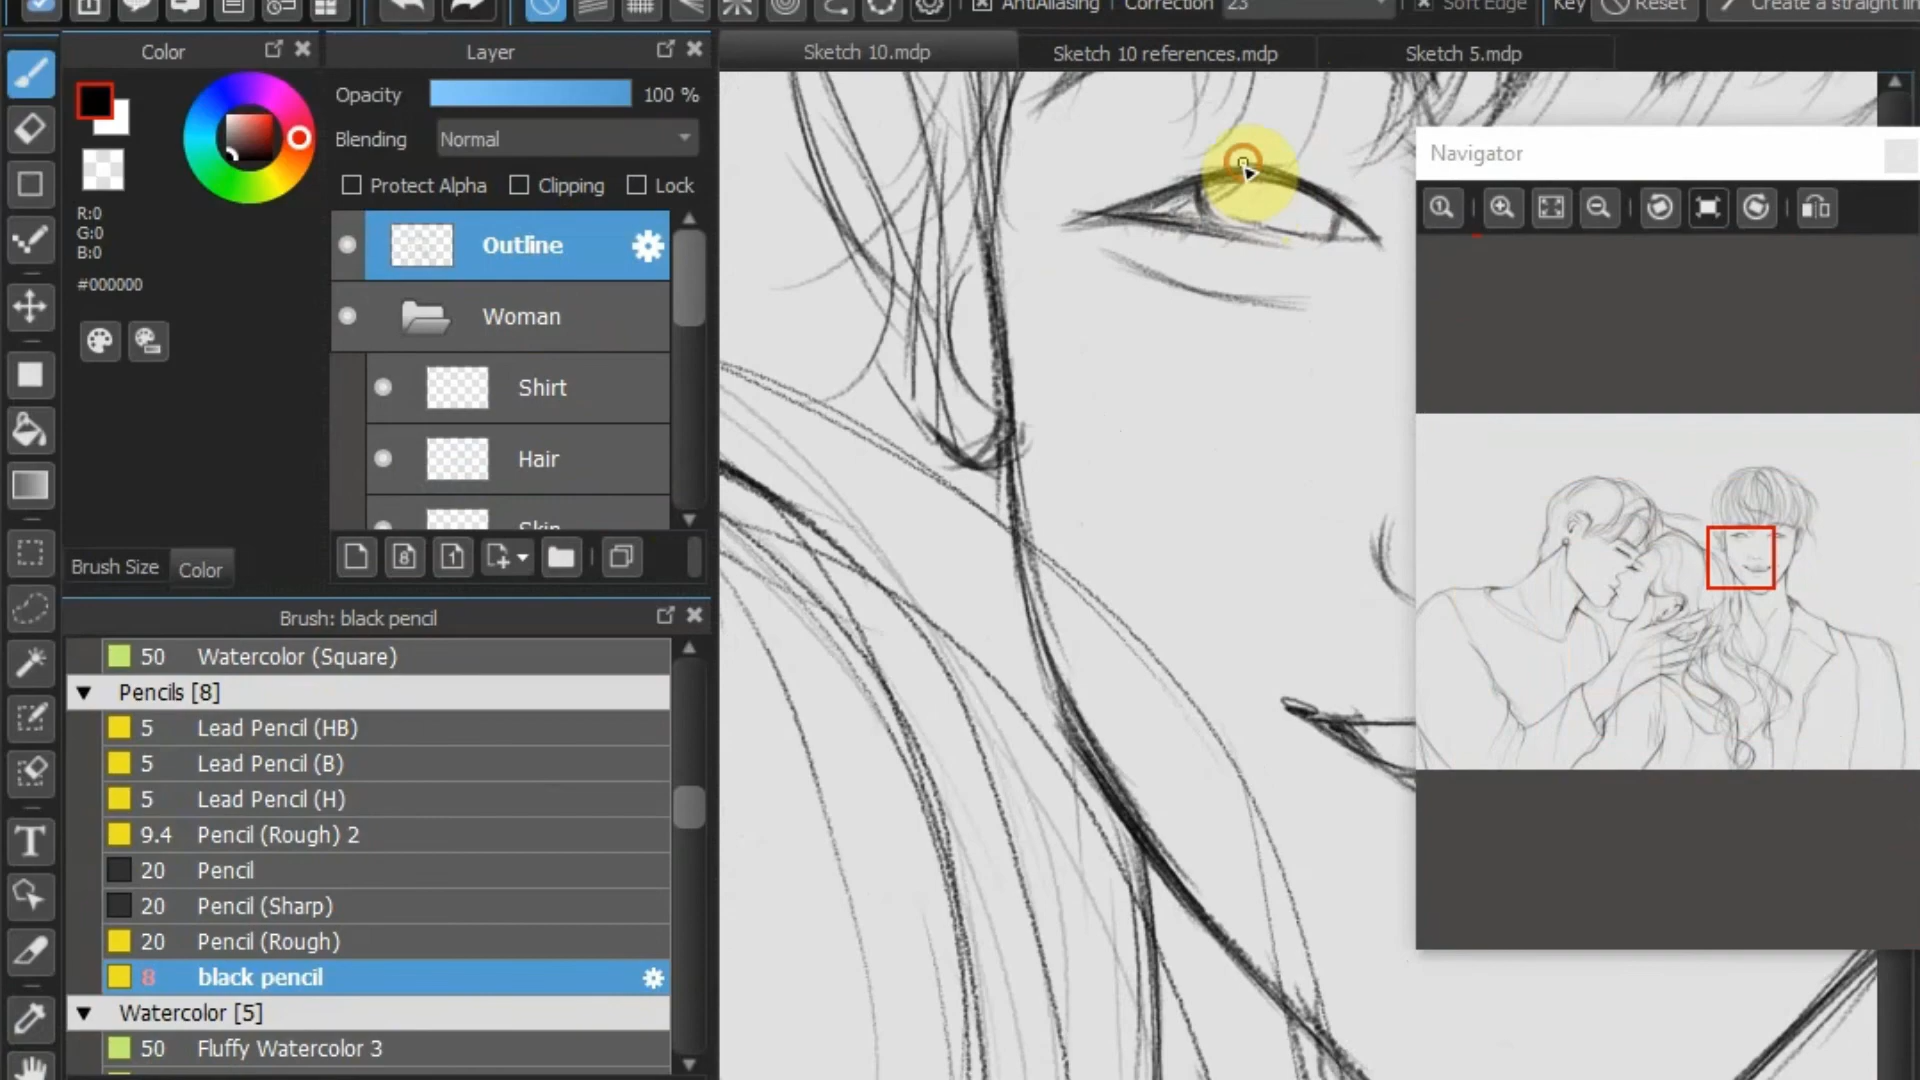 AntiAliasing
Correction 23
Soft Edge
Key
Reset
Create a straight
Color
Layer
Sketch 10.mdp
Sketch 10 references.mdp
Sketch 5.mdp
Opacity 100 %
Blending Normal
Protect Alpha
Clipping
Lock
R:0
G:0
B:0
#000000
Outline
Woman
Shirt
Hair
Skin
8
1
Brush Size
Color
Navigator
1
Brush: black pencil
50 Watercolor (Square)
Pencils [8]
5 Lead Pencil (HB)
5 Lead Pencil (B)
5 Lead Pencil (H)
9.4 Pencil (Rough) 2
20 Pencil
20 Pencil (Sharp)
20 Pencil (Rough)
8 black pencil
Watercolor [5]
50 Fluffy Watercolor 3
T